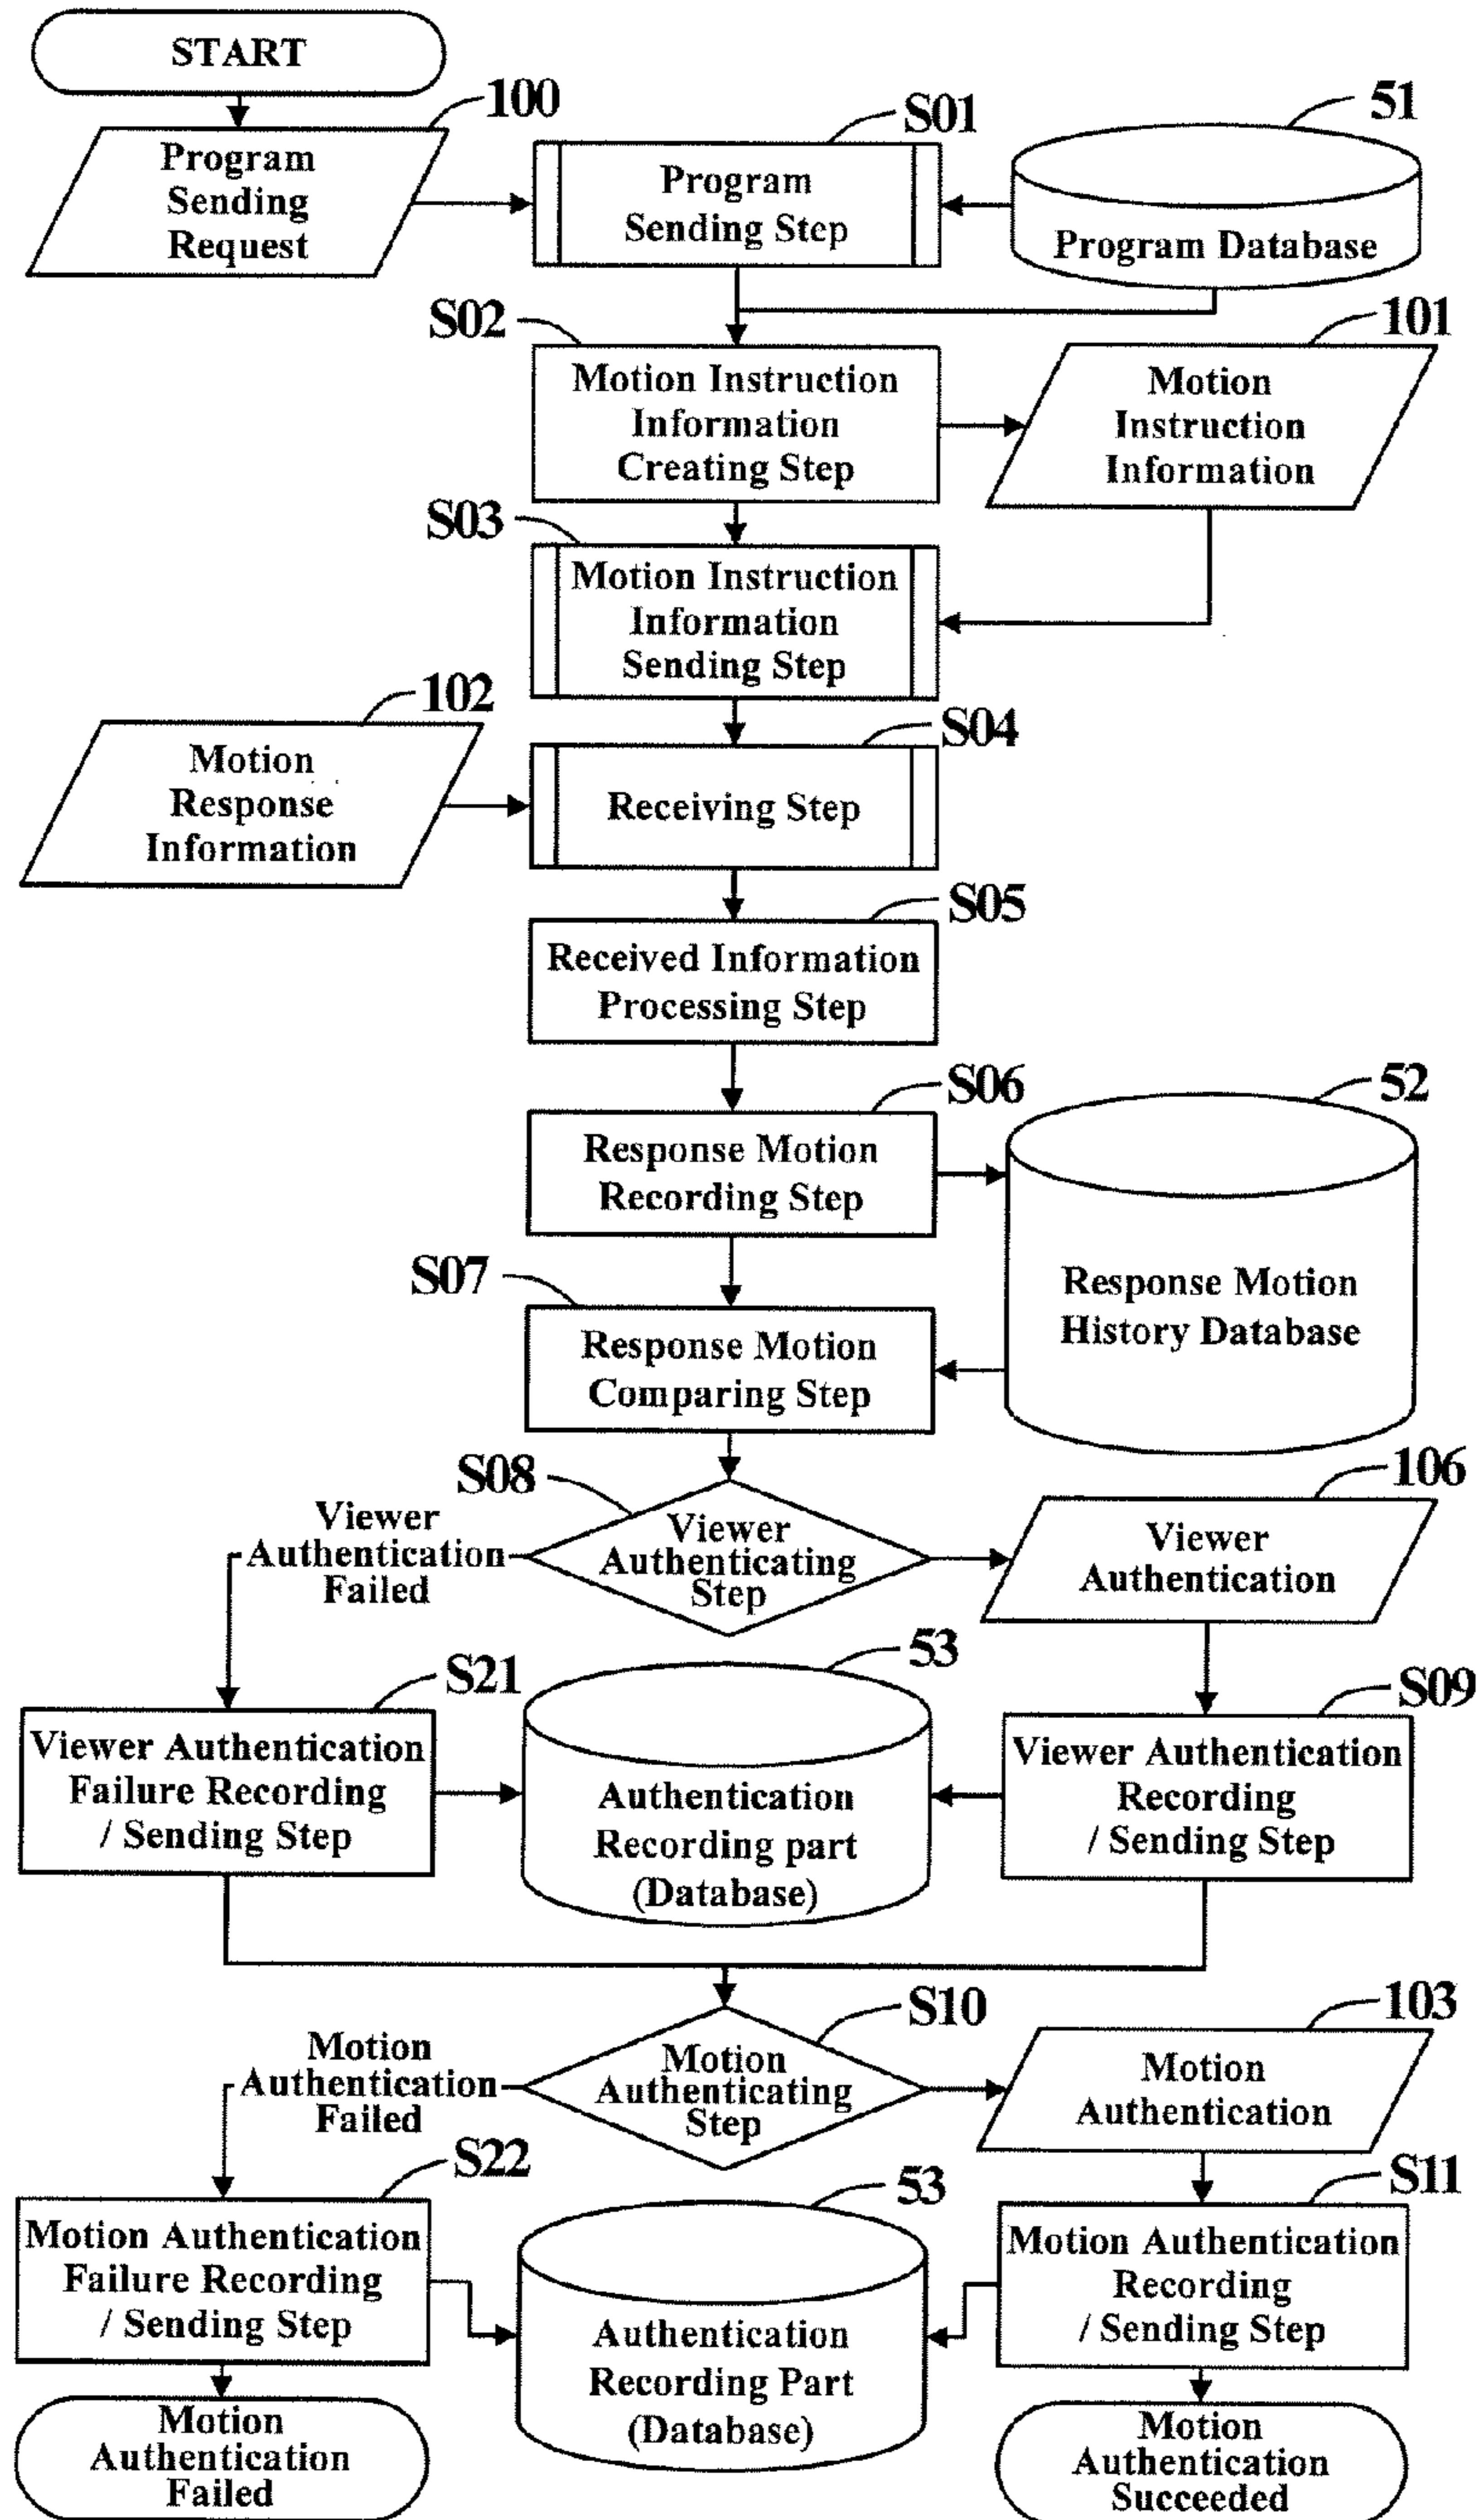 START
100
Program
Sending
Request
S01
Program
Sending Step
51
Program Database
S02
Motion Instruction
Information
Creating Step
101
Motion
Instruction
Information
S03
Motion Instruction
Information
Sending Step
102
Motion
Response
Information
S04
Receiving Step
S05
Received Information
Processing Step
S06
Response Motion
Recording Step
52
Response Motion
History Database
S07
Response Motion
Comparing Step
S08
Viewer
Authenticating
Step
Viewer
Authentication
Failed
106
Viewer
Authentication
S21
Viewer Authentication
Failure Recording
/ Sending Step
53
Authentication
Recording part
(Database)
S09
Viewer Authentication
Recording
/ Sending Step
S10
Motion
Authenticating
Step
Motion
Authentication
Failed
103
Motion
Authentication
S22
Motion Authentication
Failure Recording
/ Sending Step
53
Authentication
Recording Part
(Database)
S11
Motion Authentication
Recording
/ Sending Step
Motion
Authentication
Failed
Motion
Authentication
Succeeded